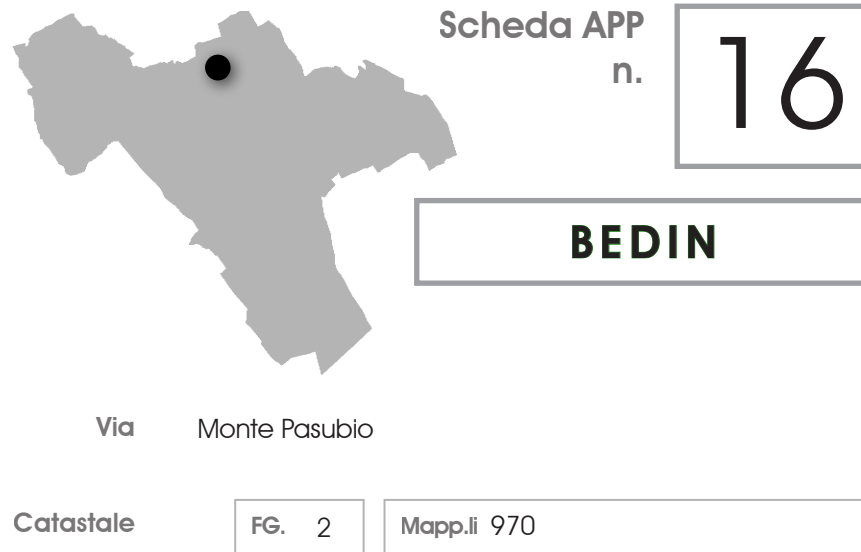 Scheda APP
n.
16
BEDIN
Via Monte Pasubio
Catastale FG. 2 Mapp.li 970